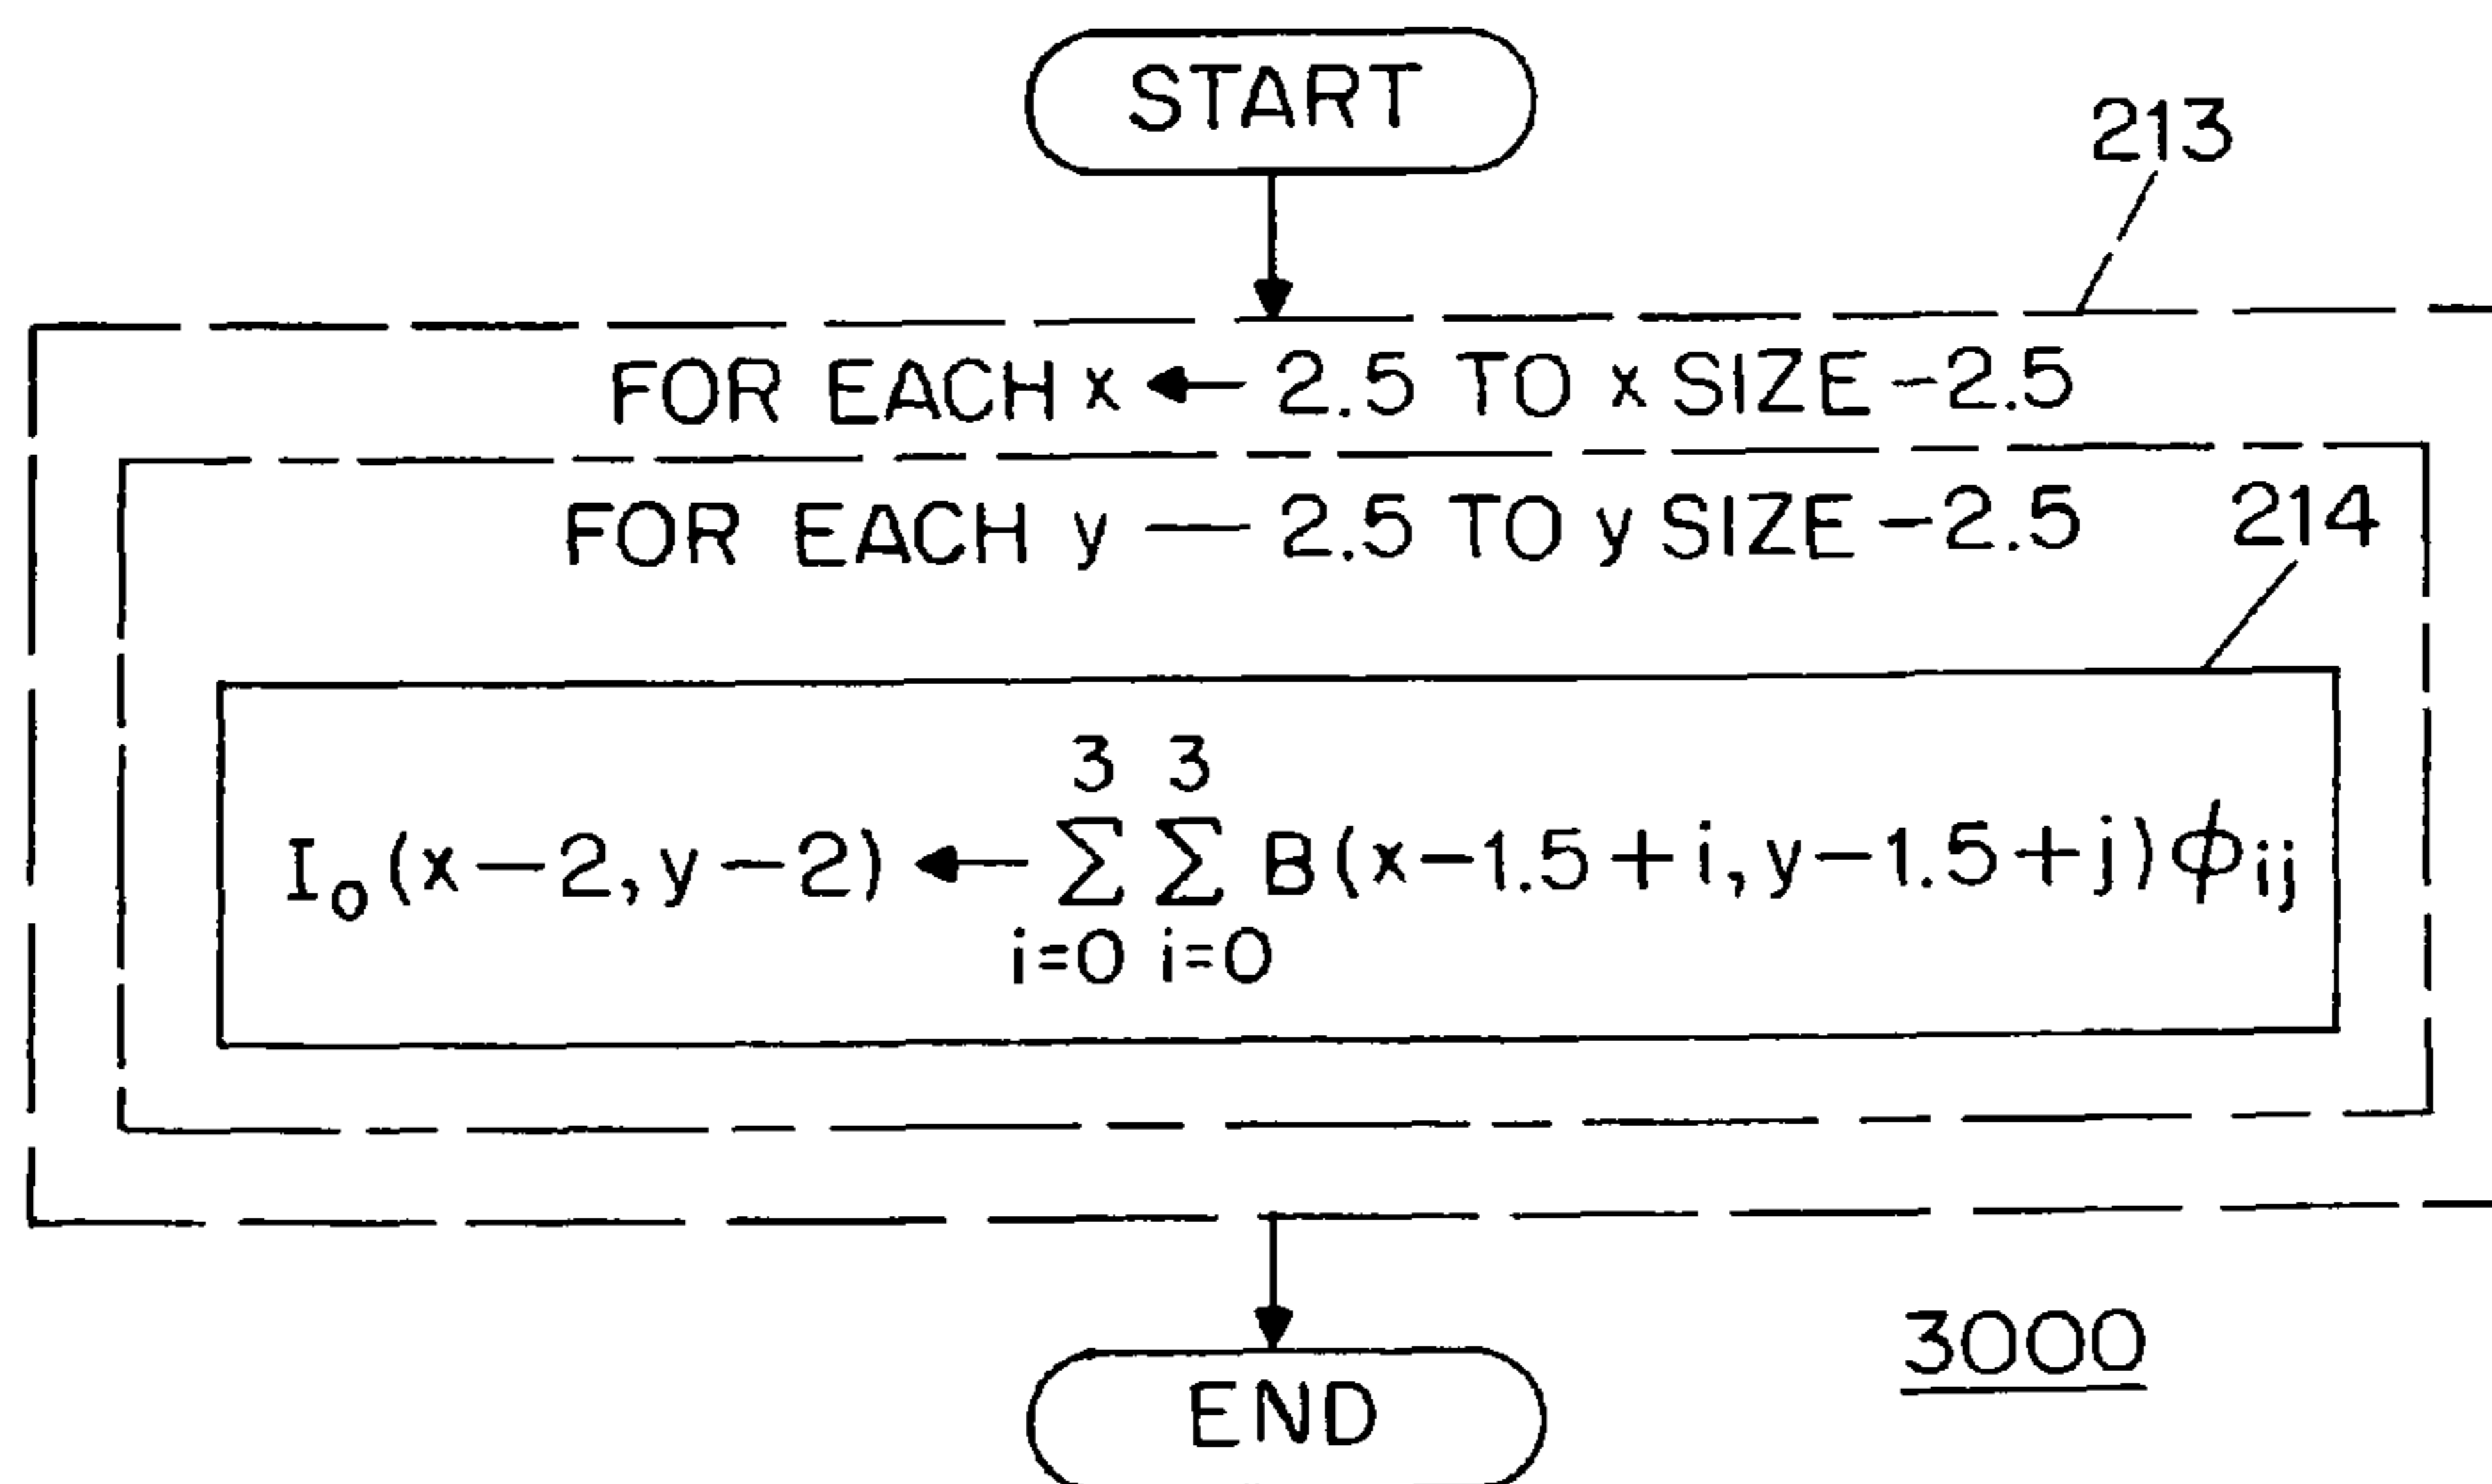 START
213
FOR EACH x ← 2.5 TO x SIZE −2.5
FOR EACH y — 2.5 TO y SIZE −2.5
214
3 3
I₀(x−2,y−2) ← Σ Σ B(x−1.5+i,y−1.5+j)ϕij
i=0 i=0
3000
END